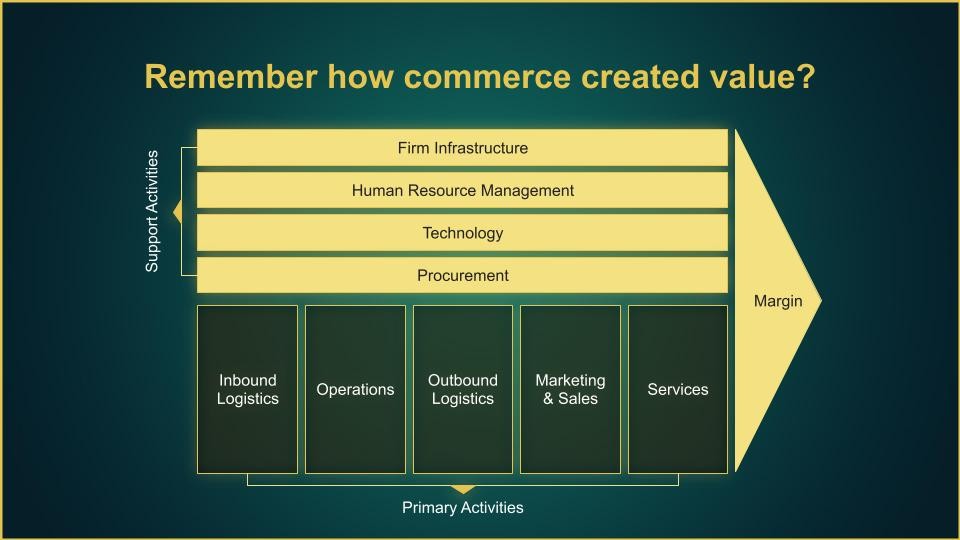 Remember how commerce created value?
Support Activities
Firm Infrastructure
Human Resource Management
Technology
Procurement
Margin
Inbound
Logistics
Operations
Outbound
Logistics
Marketing
& Sales
Services
Primary Activities